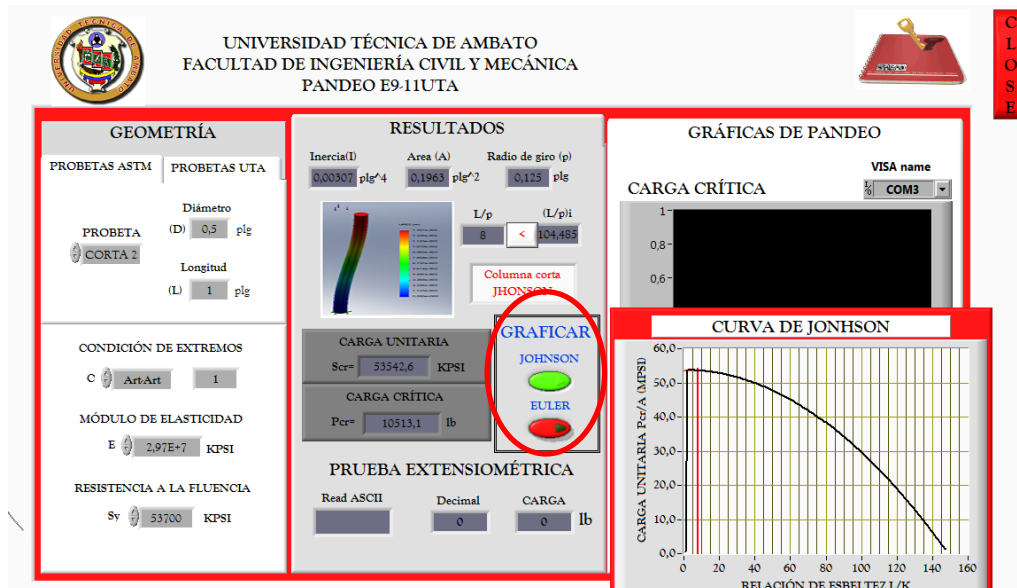 UNIVERSIDAD TÉCNICA DE AMBATO
FACULTAD DE INGENIERÍA CIVIL Y MECÁNICA
PANDEO E9-11UTA
CLOSE
GEOMETRÍA
PROBETAS ASTM
PROBETAS UTA
Diámetro
PROBETA
(D) 0,5 plg
CORTA 2
Longitud
(L) 1 plg
CONDICIÓN DE EXTREMOS
C Art-Art 1
MÓDULO DE ELASTICIDAD
E 2,97E+7 KPSI
RESISTENCIA A LA FLUENCIA
Sy 53700 KPSI
RESULTADOS
Inercia(I) Area (A) Radio de giro (p)
0,00307 plg^4 0,1963 plg^2 0,125 plg
L/p (L/p)i
8 < 104,485
Columna corta
JHONSON
CARGA UNITARIA
Scr= 53542,6 KPSI
CARGA CRÍTICA
Pcr= 10513,1 lb
GRAFICAR
JOHNSON
EULER
PRUEBA EXTENSIOMÉTRICA
Read ASCII Decimal CARGA
0 0 lb
GRÁFICAS DE PANDEO
VISA name
CARGA CRÍTICA
COM3
1-
0,8-
0,6-
CURVA DE JONHSON
CARGA UNITARIA Pcr/A (MPSI)
60,0-
50,0-
40,0-
30,0-
20,0-
10,0-
0,0-
0 20 40 60 80 100 120 140 160
RELACIÓN DE ESBELTEZ L/K